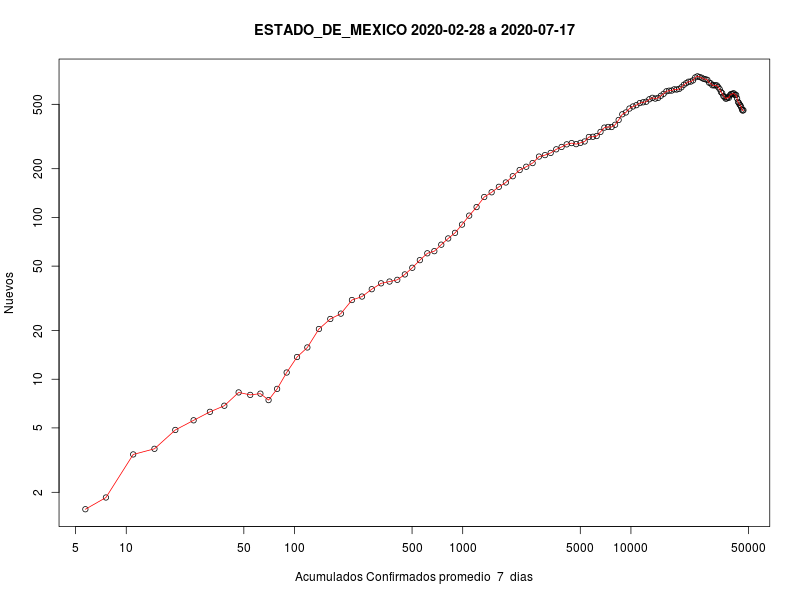 ESTADO_DE_MEXICO 2020-02-28 a 2020-07-17
Nuevos
500
200
100
50
20
10
5
2
5 10 50 100 500 1000 5000 10000 50000
Acumulados Confirmados promedio 7 dias